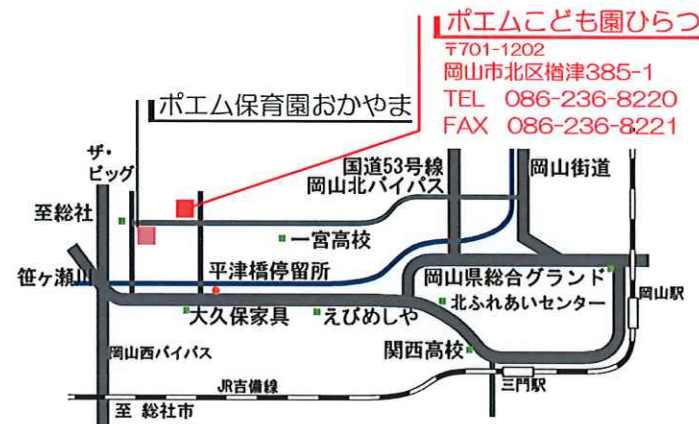 ポエムこども園ひらつ
〒701-1202
岡山市北区楢津385-1
TEL 086-236-8220
FAX 086-236-8221
ポエム保育園おかやま
ザ・
ビッグ
国道53号線
岡山北バイパス
岡山街道
至総社
一宮高校
笹ヶ瀬川
平津橋停留所
岡山県総合グランド
岡山駅
大久保家具
えびめしや
北ふれあいセンター
岡山西バイパス
関西高校
JR吉備線
三門駅
至 総社市